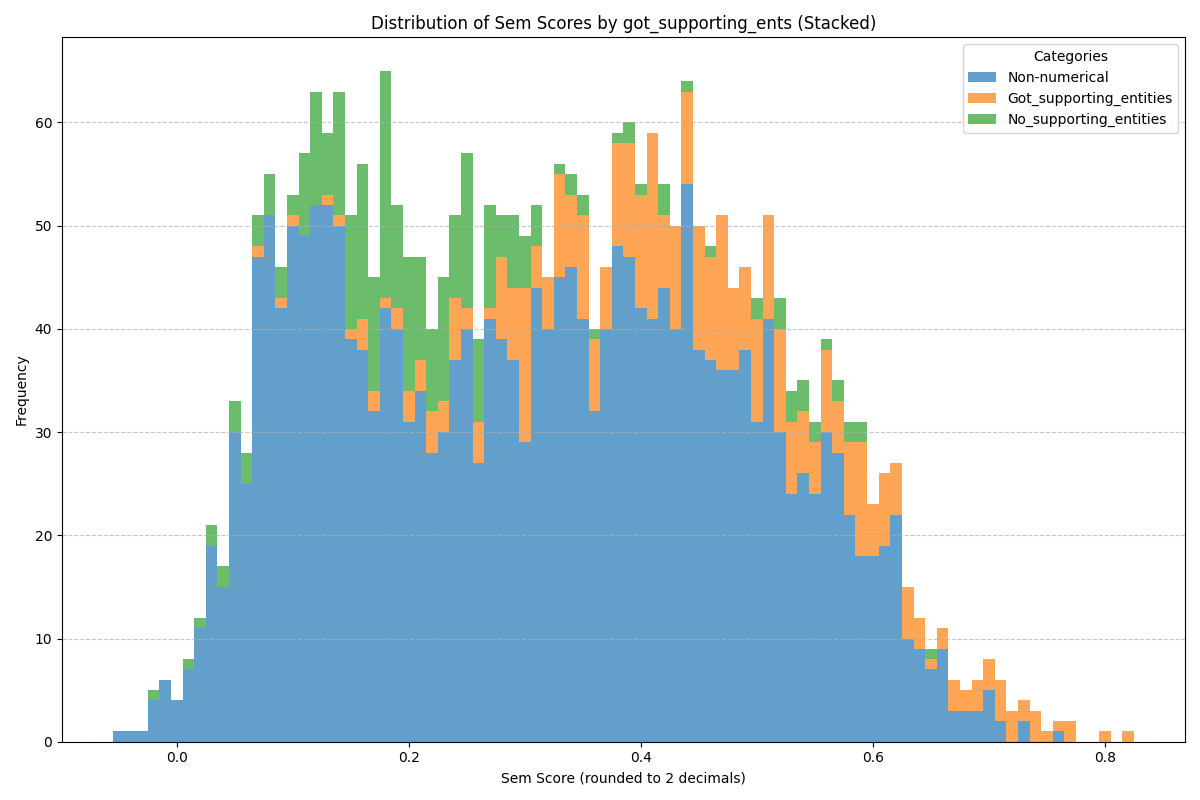 Distribution of Sem Scores by got_supporting_ents (Stacked)
Categories
Non-numerical
Got_supporting_entities
No_supporting_entities
Frequency
60
50
40
30
20
10
0
0.0 0.2 0.4 0.6 0.8
Sem Score (rounded to 2 decimals)